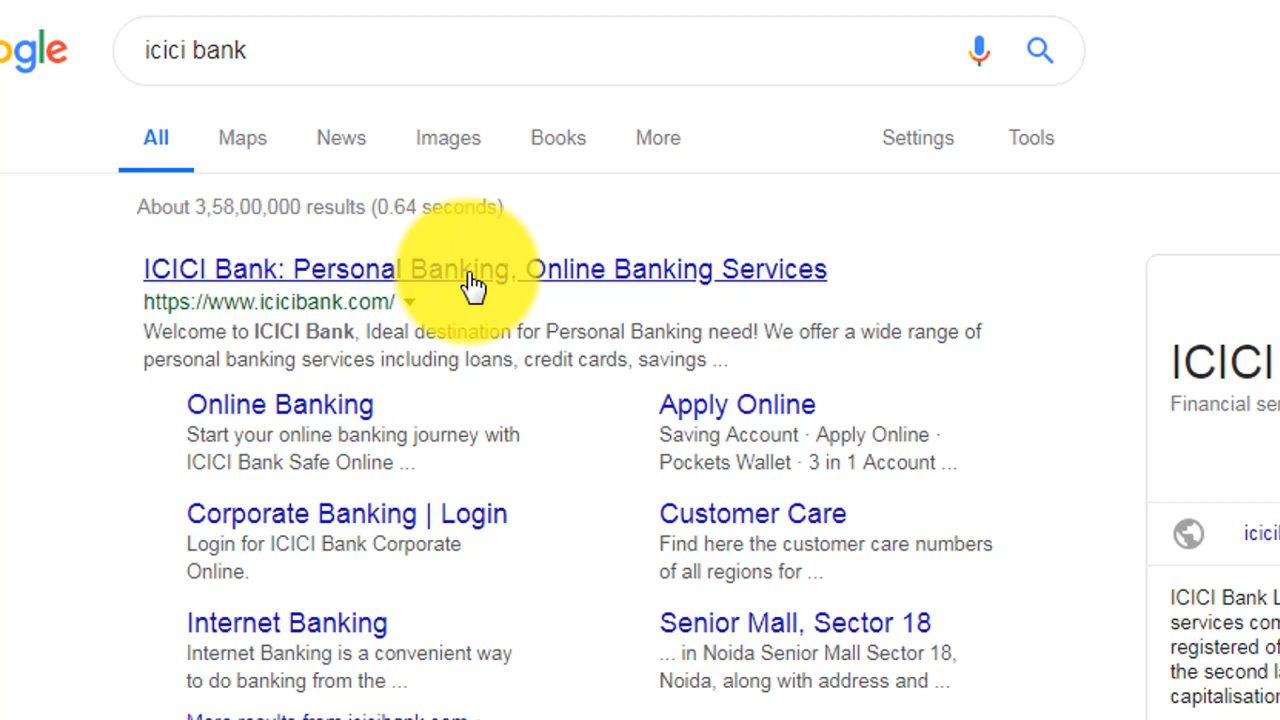 ogle
icici bank
All Maps News Images Books More Settings Tools
About 3,58,00,000 results (0.64 seconds)
ICICI Bank: Personal Banking, Online Banking Services
https://www.icicibank.com/
Welcome to ICICI Bank, Ideal destination for Personal Banking need! We offer a wide range of
personal banking services including loans, credit cards, savings ...
Online Banking
Start your online banking journey with
ICICI Bank Safe Online ...
Apply Online
Saving Account · Apply Online ·
Pockets Wallet · 3 in 1 Account ...
Corporate Banking | Login
Login for ICICI Bank Corporate
Online.
Customer Care
Find here the customer care numbers
of all regions for ...
Internet Banking
Internet Banking is a convenient way
to do banking from the ...
Senior Mall, Sector 18
... in Noida Senior Mall Sector 18,
Noida, along with address and ...
More results from icicibank.com
ICICI
Financial se
icici
ICICI Bank L
services com
registered of
the second l
capitalisation